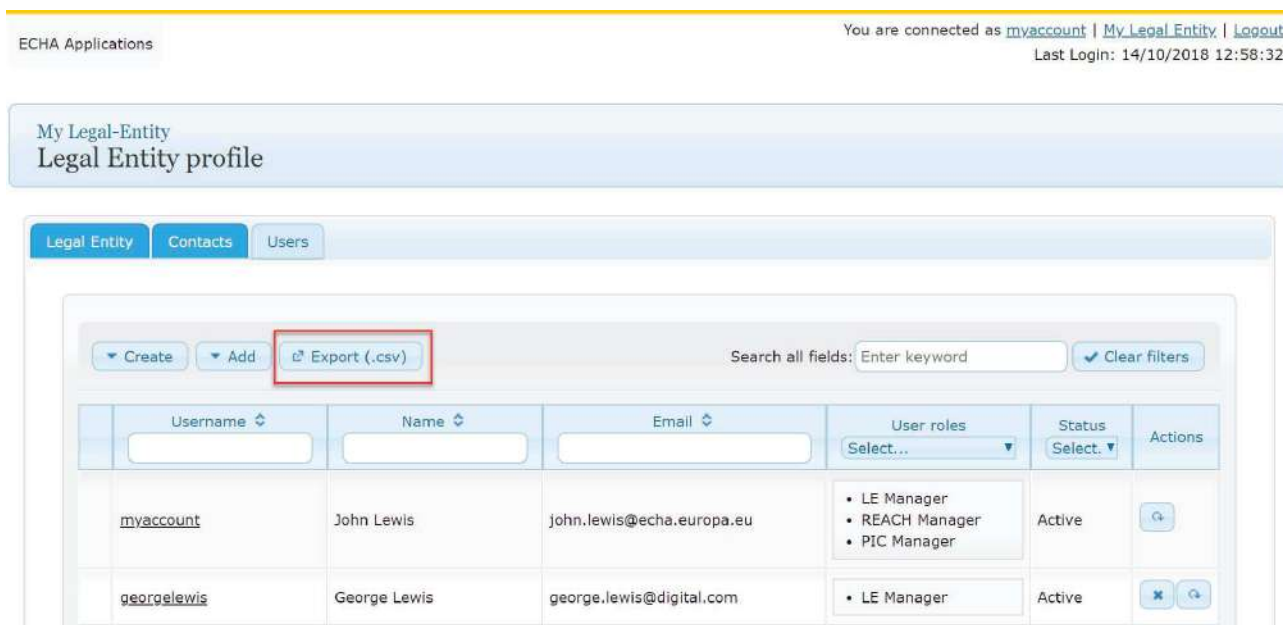 You are connected as myaccount | My Legal Entity | Logout
ECHA Applications
Last Login: 14/10/2018 12:58:32
My Legal-Entity
Legal Entity profile
Legal Entity Contacts Users
Create Add Export (.csv) Search all fields: Enter keyword Clear filters
Username Name Email User roles Status Actions
Select... Select.
• LE Manager
myaccount John Lewis john.lewis@echa.europa.eu • REACH Manager Active
• PIC Manager
georgelewis George Lewis george.lewis@digital.com • LE Manager Active